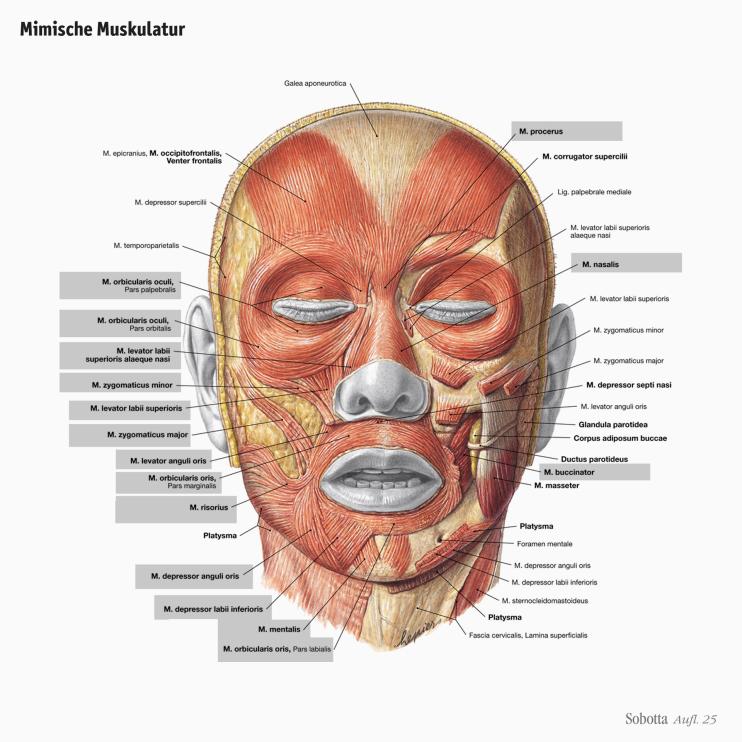 Mimische Muskulatur
Galea aponeurotica
M. epicranius, M. occipitofrontalis,
Venter frontalis
M. depressor supercilii
M. temporoparietalis
M. orbicularis oculi,
Pars palpebralis
M. orbicularis oculi,
Pars orbitalis
M. levator labii
superioris alaeque nasi
M. zygomaticus minor
M. levator labii superioris
M. zygomaticus major
M. levator anguli oris
M. orbicularis oris,
Pars marginalis
M. risorius
Platysma
M. depressor anguli oris
M. depressor labii inferioris
M. mentalis
M. orbicularis oris, Pars labialis
M. procerus
M. corrugator supercilii
Lig. palpebrale mediale
M. levator labii superioris
alaeque nasi
M. nasalis
M. levator labii superioris
M. zygomaticus minor
M. zygomaticus major
M. depressor septi nasi
M. levator anguli oris
Glandula parotidea
Corpus adiposum buccae
Ductus parotideus
M. buccinator
M. masseter
Platysma
Foramen mentale
M. depressor anguli oris
M. depressor labii inferioris
M. sternocleidomastoideus
Platysma
Fascia cervicalis, Lamina superficialis
Sobotta Aufl. 25